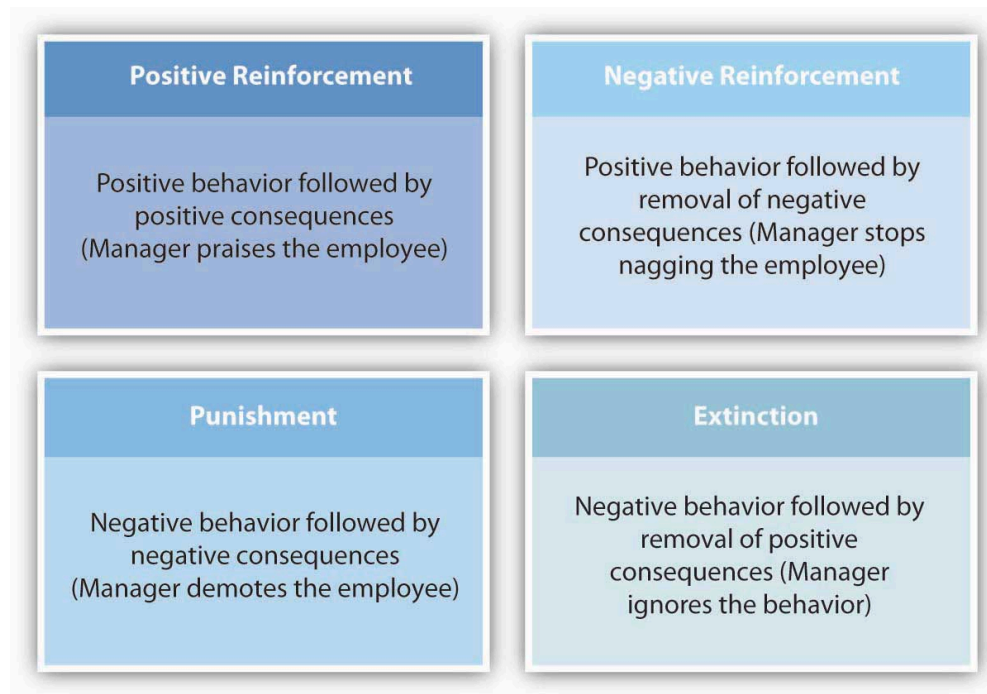 Positive Reinforcement
Positive behavior followed by
positive consequences
(Manager praises the employee)
Negative Reinforcement
Positive behavior followed by
removal of negative
consequences (Manager stops
nagging the employee)
Punishment
Negative behavior followed by
negative consequences
(Manager demotes the employee)
Extinction
Negative behavior followed by
removal of positive
consequences (Manager
ignores the behavior)